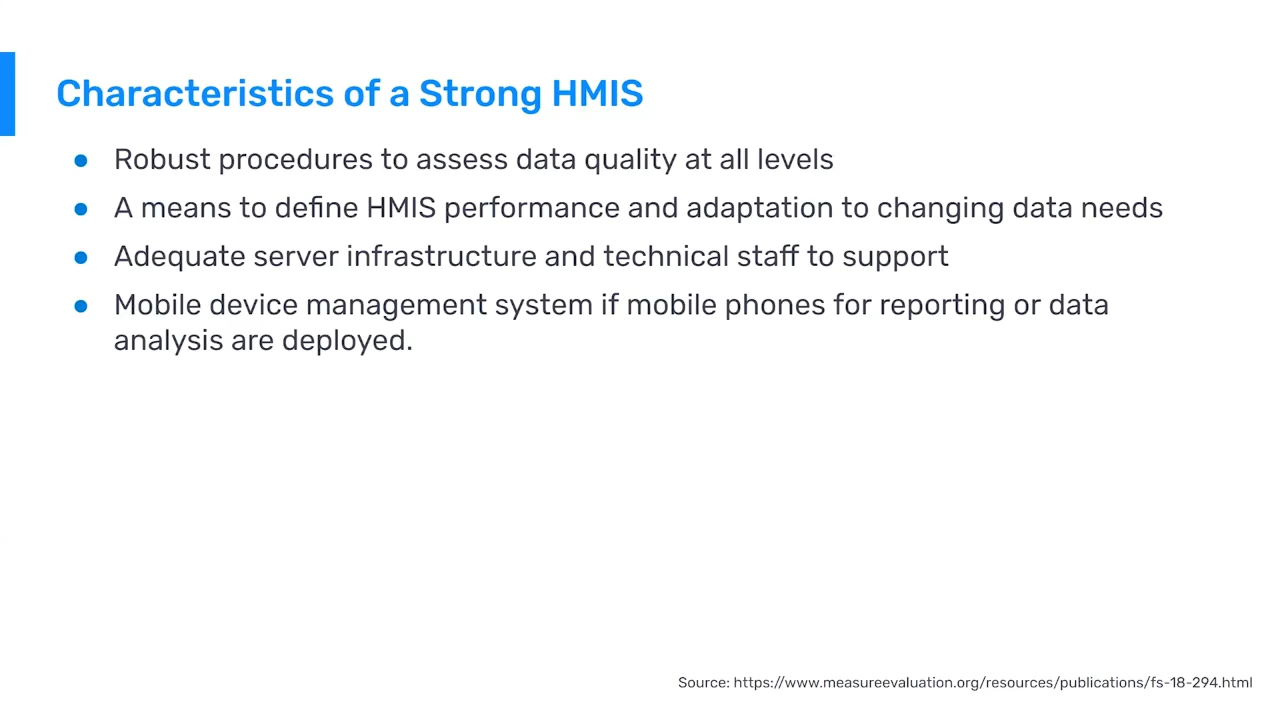 Characteristics of a Strong HMIS
● Robust procedures to assess data quality at all levels
● A means to define HMIS performance and adaptation to changing data needs
● Adequate server infrastructure and technical staff to support
● Mobile device management system if mobile phones for reporting or data
analysis are deployed.
Source: https://www.measureevaluation.org/resources/publications/fs-18-294.html